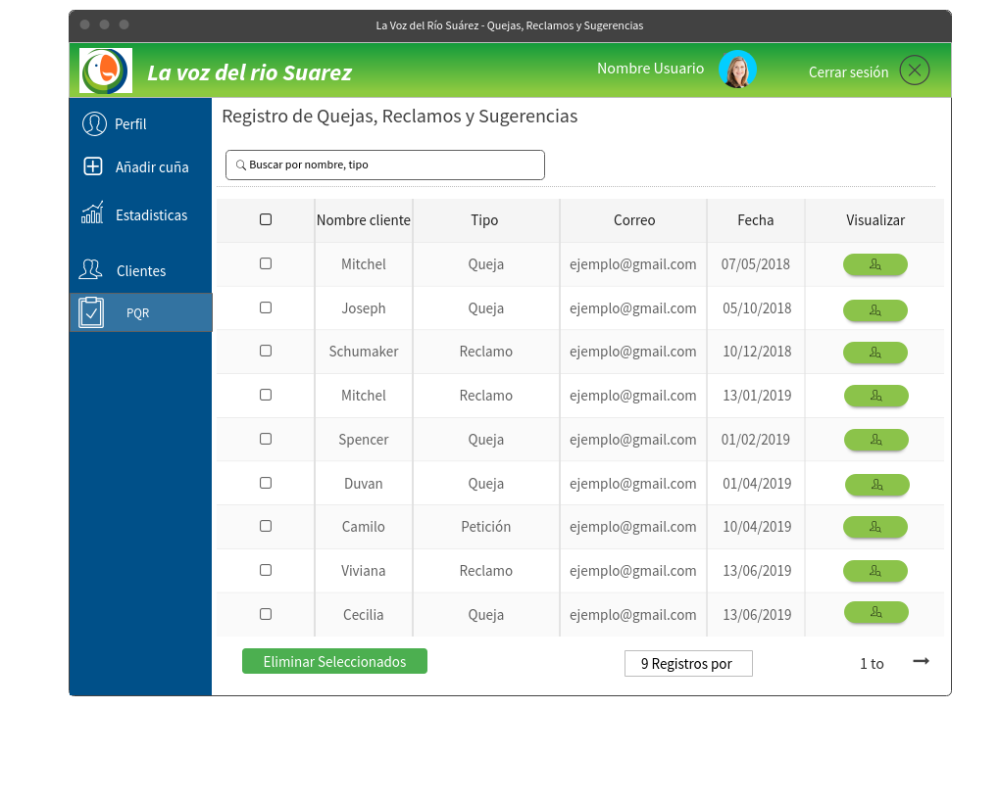 La Voz del Río Suárez - Quejas, Reclamos y Sugerencias
La voz del rio Suarez
Nombre Usuario
Cerrar sesión
Perfil
Añadir cuña
Estadisticas
Clientes
PQR
Registro de Quejas, Reclamos y Sugerencias
Buscar por nombre, tipo
Nombre cliente Tipo Correo Fecha Visualizar
Mitchel Queja ejemplo@gmail.com 07/05/2018
Joseph Queja ejemplo@gmail.com 05/10/2018
Schumaker Reclamo ejemplo@gmail.com 10/12/2018
Mitchel Reclamo ejemplo@gmail.com 13/01/2019
Spencer Queja ejemplo@gmail.com 01/02/2019
Duvan Queja ejemplo@gmail.com 01/04/2019
Camilo Petición ejemplo@gmail.com 10/04/2019
Viviana Reclamo ejemplo@gmail.com 13/06/2019
Cecilia Queja ejemplo@gmail.com 13/06/2019
Eliminar Seleccionados
9 Registros por
1 to